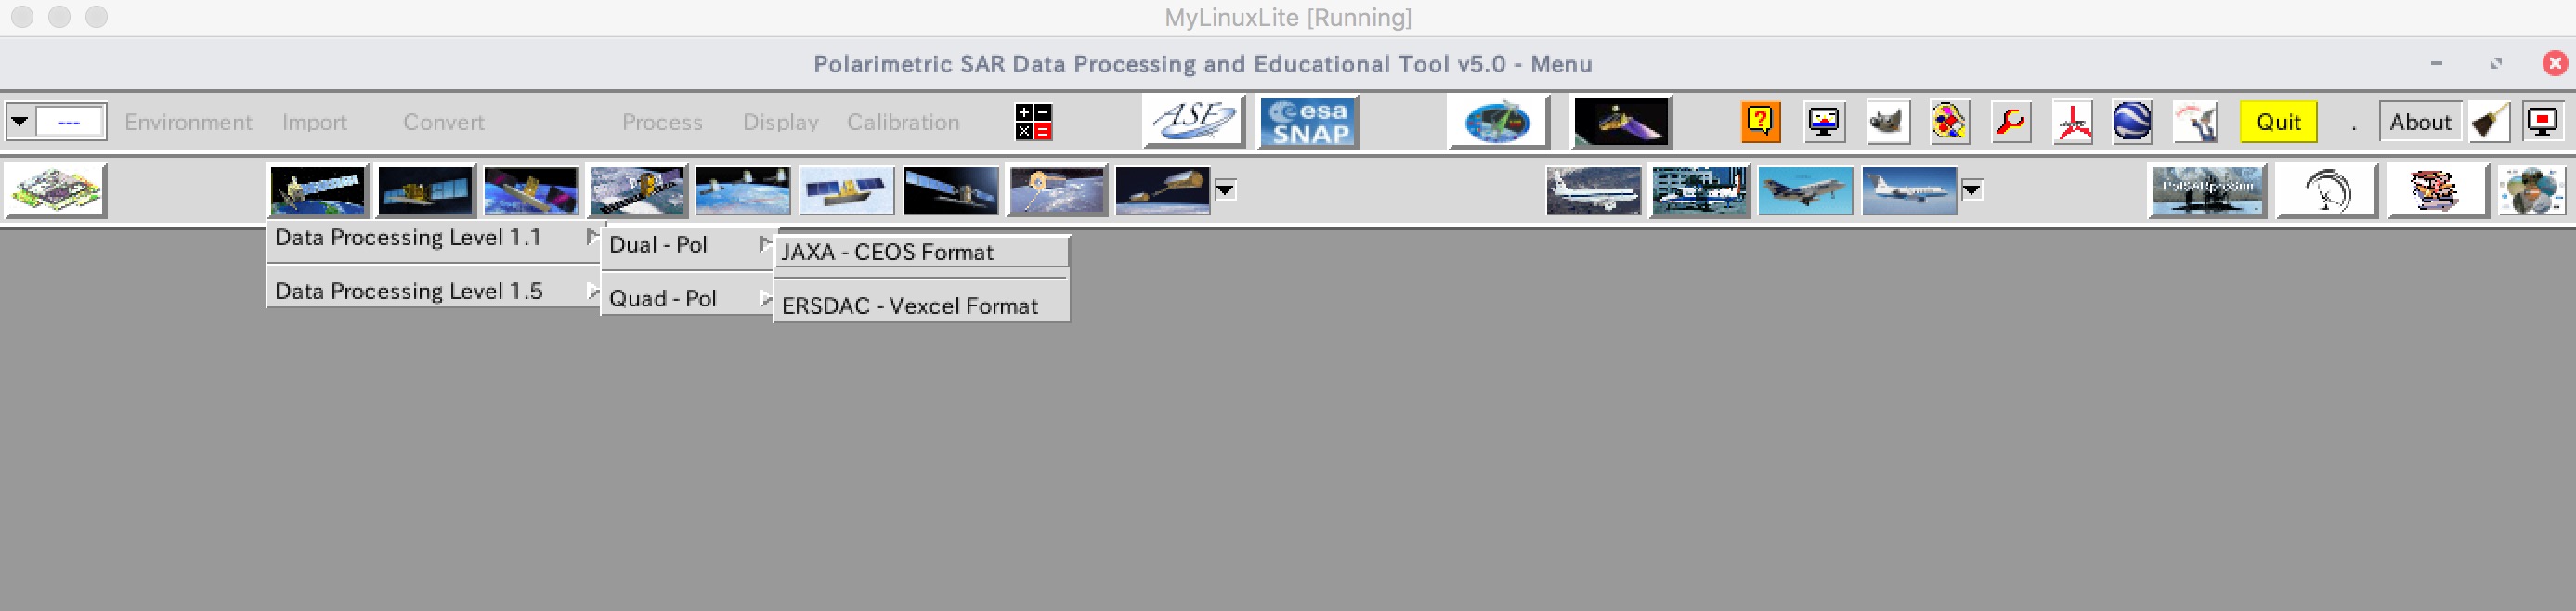 MyLinuxLite [Running]
Polarimetric SAR Data Processing and Educational Tool v5.0 - Menu
--- Environment Import Convert Process Display Calibration ASF esa SNAP ? Quit . About
PolSARproSim
Data Processing Level 1.1
Dual - Pol
JAXA - CEOS Format
Data Processing Level 1.5
Quad - Pol
ERSDAC - Vexcel Format